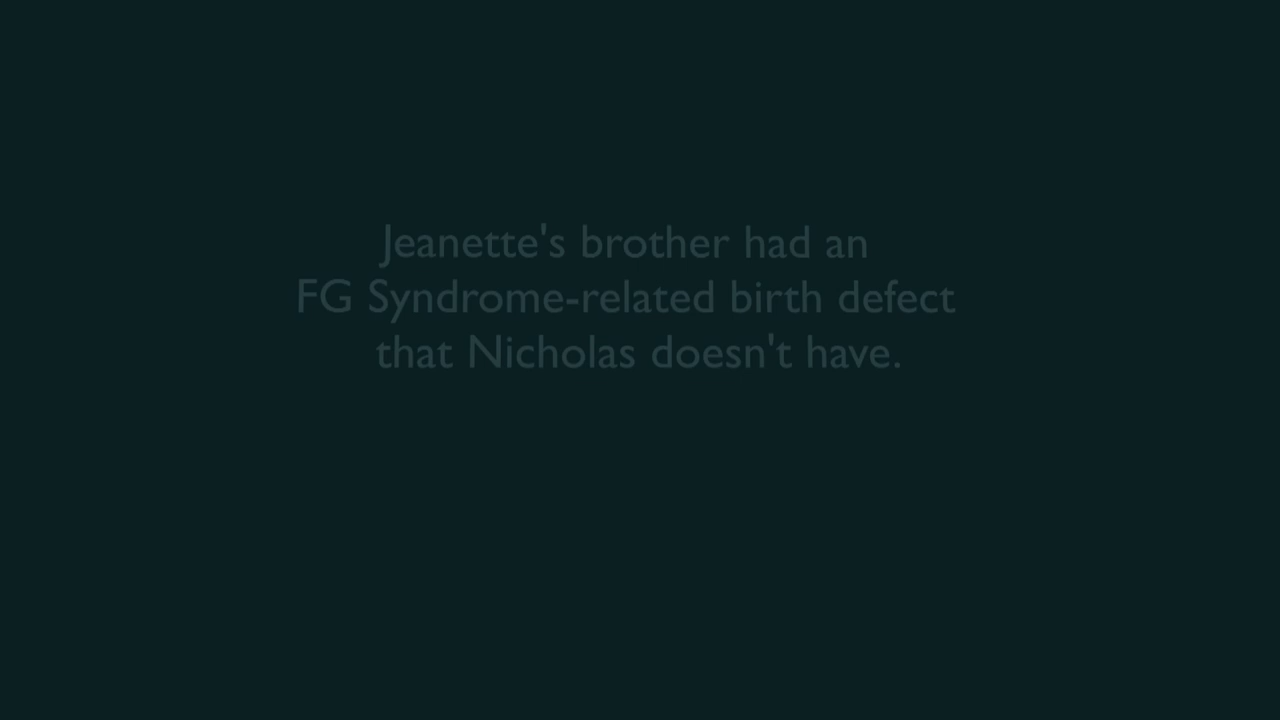 Jeanette's brother had an
FG Syndrome-related birth defect
that Nicholas doesn't have.